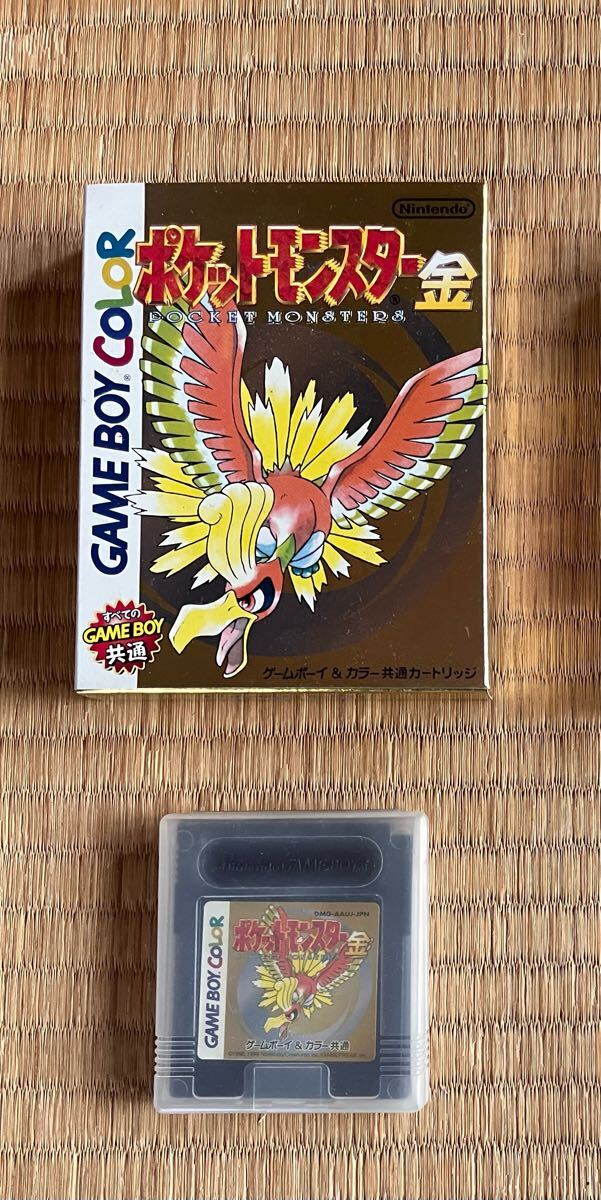 Nintendo
ポケットモンスター金
POCKET MONSTERS
GAME BOY COLOR
すべての
GAME BOY
共通
ゲームボーイ & カラー共通カートリッジ
Nintendo GAME BOY
DMG-AAUJ-JPN
ポケットモンスター金
GAME BOY COLOR
ゲームボーイ & カラー共通